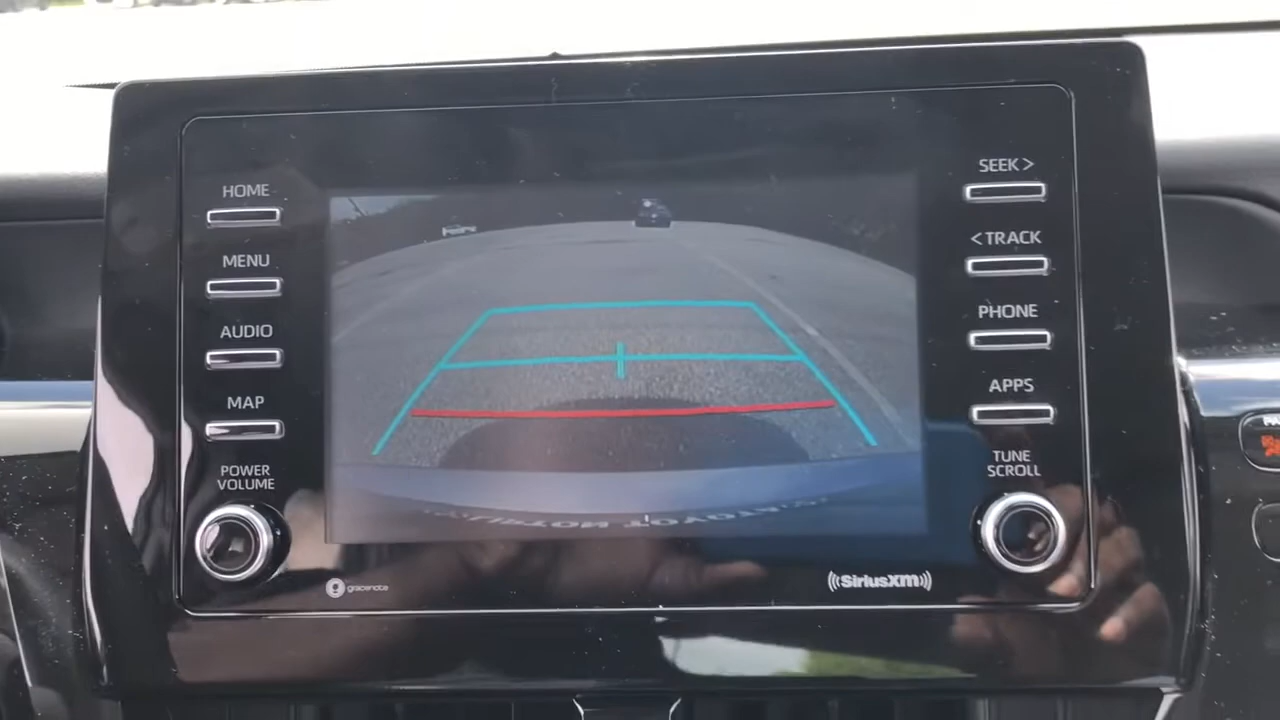 HOME
MENU
AUDIO
MAP
POWER
VOLUME
SEEK >
< TRACK
PHONE
APPS
TUNE
SCROLL
gracenote
((SiriusXM))